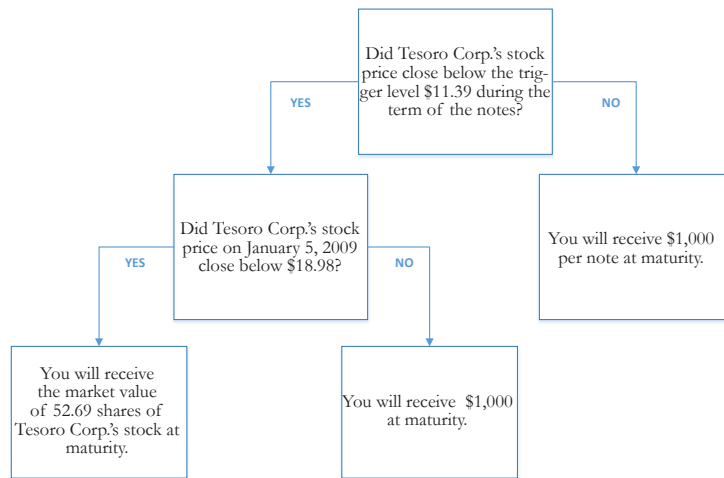 Did Tesoro Corp.'s stock
price close below the trig-
ger level $11.39 during the
term of the notes?
YES
NO
Did Tesoro Corp.'s stock
price on January 5, 2009
close below $18.98?
You will receive $1,000
per note at maturity.
YES
NO
You will receive
the market value
of 52.69 shares of
Tesoro Corp.'s stock at
maturity.
You will receive $1,000
at maturity.